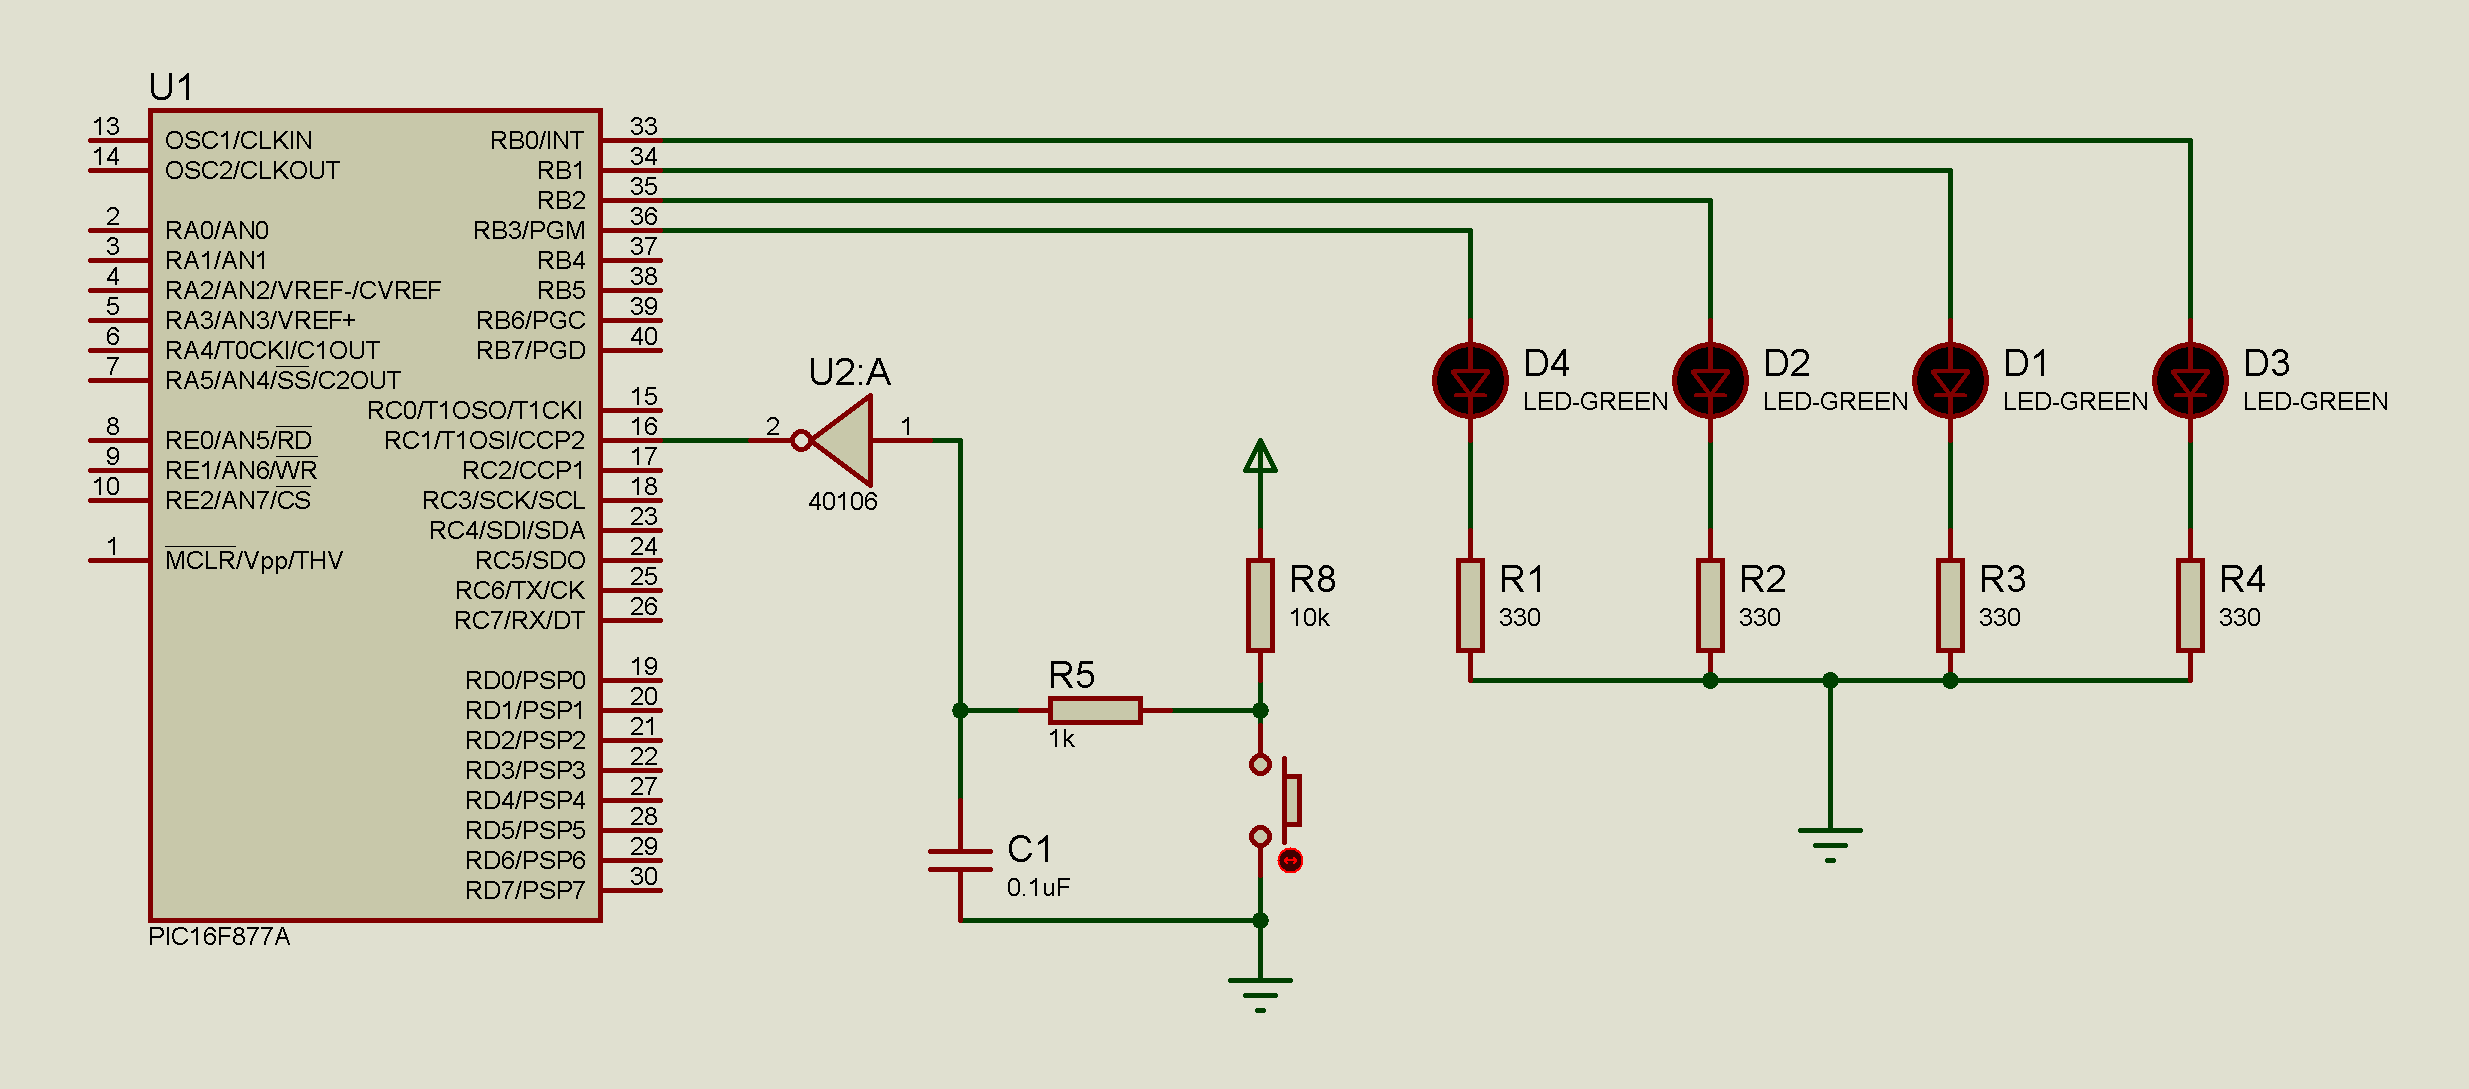 U1
13 OSC1/CLKIN
14 OSC2/CLKOUT
2 RA0/AN0
3 RA1/AN1
4 RA2/AN2/VREF-/CVREF
5 RA3/AN3/VREF+
6 RA4/T0CKI/C1OUT
7 RA5/AN4/SS/C2OUT
8 RE0/AN5/RD
9 RE1/AN6/WR
10 RE2/AN7/CS
1 MCLR/Vpp/THV
RB0/INT 33
RB1 34
RB2 35
RB3/PGM 36
RB4 37
RB5 38
RB6/PGC 39
RB7/PGD 40
RC0/T1OSO/T1CKI 15
RC1/T1OSI/CCP2 16
RC2/CCP1 17
RC3/SCK/SCL 18
RC4/SDI/SDA 23
RC5/SDO 24
RC6/TX/CK 25
RC7/RX/DT 26
RD0/PSP0 19
RD1/PSP1 20
RD2/PSP2 21
RD3/PSP3 22
RD4/PSP4 27
RD5/PSP5 28
RD6/PSP6 29
RD7/PSP7 30
PIC16F877A
U2:A
2 1
40106
R5
1k
C1
0.1uF
R8
10k
D4
LED-GREEN
D2
LED-GREEN
D1
LED-GREEN
D3
LED-GREEN
R1
330
R2
330
R3
330
R4
330